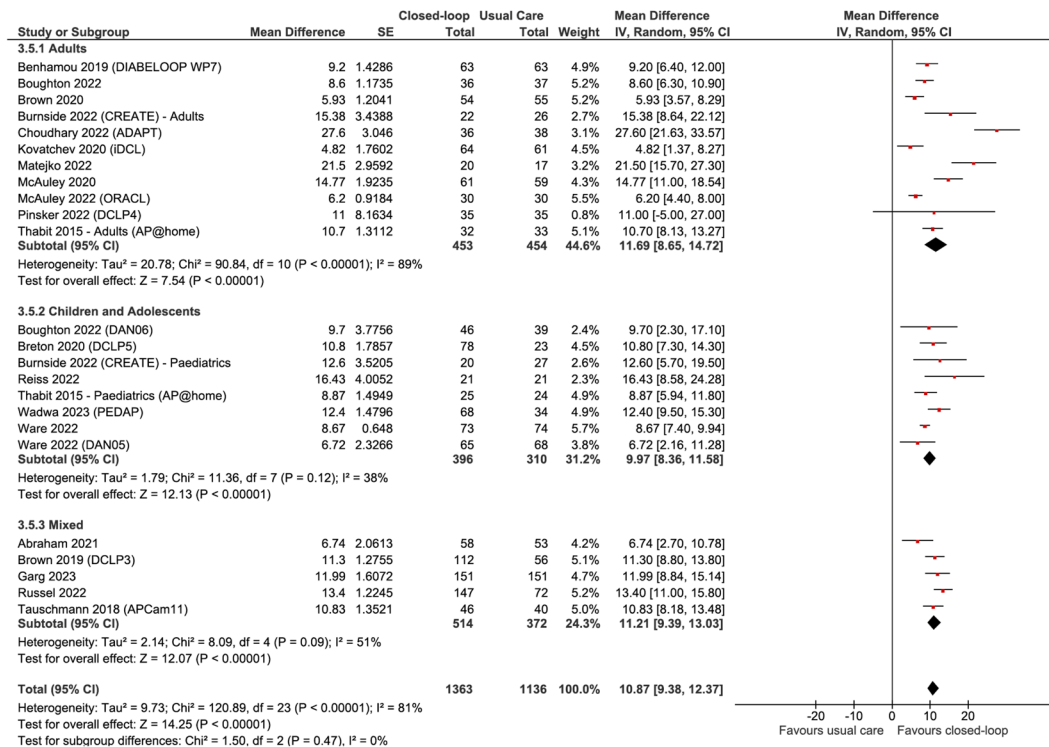 Closed-loop Usual Care Mean Difference Mean Difference
Study or Subgroup Mean Difference SE Total Total Weight IV, Random, 95% CI IV, Random, 95% CI
3.5.1 Adults
Benhamou 2019 (DIABELOOP WP7) 9.2 1.4286 63 63 4.9% 9.20 [6.40, 12.00]
Boughton 2022 8.6 1.1735 36 37 5.2% 8.60 [6.30, 10.90]
Brown 2020 5.93 1.2041 54 55 5.2% 5.93 [3.57, 8.29]
Burnside 2022 (CREATE) - Adults 15.38 3.4388 22 26 2.7% 15.38 [8.64, 22.12]
Choudhary 2022 (ADAPT) 27.6 3.046 36 38 3.1% 27.60 [21.63, 33.57]
Kovatchev 2020 (iDCL) 4.82 1.7602 64 61 4.5% 4.82 [1.37, 8.27]
Matejko 2022 21.5 2.9592 20 17 3.2% 21.50 [15.70, 27.30]
McAuley 2020 14.77 1.9235 61 59 4.3% 14.77 [11.00, 18.54]
McAuley 2022 (ORACL) 6.2 0.9184 30 30 5.4% 6.20 [4.40, 8.00]
Pinsker 2022 (DCLP4) 11 8.1634 35 35 0.8% 11.00 [-5.00, 27.00]
Thabit 2015 - Adults (AP@home) 10.7 1.3112 32 33 5.1% 10.70 [8.13, 13.27]
Subtotal (95% CI) 453 454 44.6% 11.69 [8.65, 14.72]
Heterogeneity: Tau² = 20.78; Chi² = 90.84, df = 10 (P < 0.00001); I² = 89%
Test for overall effect: Z = 7.54 (P < 0.00001)
3.5.2 Children and Adolescents
Boughton 2022 (DAN06) 9.7 3.7756 46 39 2.4% 9.70 [2.30, 17.10]
Breton 2020 (DCLP5) 10.8 1.7857 78 23 4.5% 10.80 [7.30, 14.30]
Burnside 2022 (CREATE) - Paediatrics 12.6 3.5205 20 27 2.6% 12.60 [5.70, 19.50]
Reiss 2022 16.43 4.0052 21 21 2.3% 16.43 [8.58, 24.28]
Thabit 2015 - Paediatrics (AP@home) 8.87 1.4949 25 24 4.9% 8.87 [5.94, 11.80]
Wadwa 2023 (PEDAP) 12.4 1.4796 68 34 4.9% 12.40 [9.50, 15.30]
Ware 2022 8.67 0.648 73 74 5.7% 8.67 [7.40, 9.94]
Ware 2022 (DAN05) 6.72 2.3266 65 68 3.8% 6.72 [2.16, 11.28]
Subtotal (95% CI) 396 310 31.2% 9.97 [8.36, 11.58]
Heterogeneity: Tau² = 1.79; Chi² = 11.36, df = 7 (P = 0.12); I² = 38%
Test for overall effect: Z = 12.13 (P < 0.00001)
3.5.3 Mixed
Abraham 2021 6.74 2.0613 58 53 4.2% 6.74 [2.70, 10.78]
Brown 2019 (DCLP3) 11.3 1.2755 112 56 5.1% 11.30 [8.80, 13.80]
Garg 2023 11.99 1.6072 151 151 4.7% 11.99 [8.84, 15.14]
Russel 2022 13.4 1.2245 147 72 5.2% 13.40 [11.00, 15.80]
Tauschmann 2018 (APCam11) 10.83 1.3521 46 40 5.0% 10.83 [8.18, 13.48]
Subtotal (95% CI) 514 372 24.3% 11.21 [9.39, 13.03]
Heterogeneity: Tau² = 2.14; Chi² = 8.09, df = 4 (P = 0.09); I² = 51%
Test for overall effect: Z = 12.07 (P < 0.00001)
Total (95% CI) 1363 1136 100.0% 10.87 [9.38, 12.37]
Heterogeneity: Tau² = 9.73; Chi² = 120.89, df = 23 (P < 0.00001); I² = 81%
Test for overall effect: Z = 14.25 (P < 0.00001)
Test for subgroup differences: Chi² = 1.50, df = 2 (P = 0.47), I² = 0%
-20 -10 0 10 20
Favours usual care Favours closed-loop